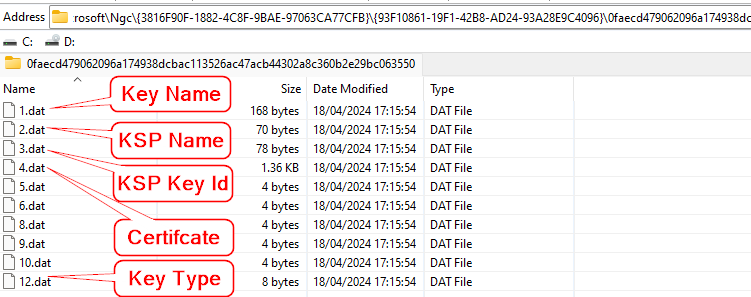 Address :rosoft\Ngc\{3816F90F-1882-4C8F-9BAE-97063CA77CFB}\{93F10861-19F1-42B8-AD24-93A28E9C4096}\0faecd479062096a174938dc
C: D:
0faecd479062096a174938dcbac113526ac47acb44302a8c360b2e29bc063550
Name Size Date Modified Type
Key Name
1.dat 168 bytes 18/04/2024 17:15:54 DAT File
2.dat 70 bytes 18/04/2024 17:15:54 DAT File
KSP Name
3.dat 78 bytes 18/04/2024 17:15:54 DAT File
4.dat 1.36 KB 18/04/2024 17:15:54 DAT File
KSP Key Id
5.dat 4 bytes 18/04/2024 17:15:54 DAT File
6.dat 4 bytes 18/04/2024 17:15:54 DAT File
8.dat 4 bytes 18/04/2024 17:15:54 DAT File
Certifcate
9.dat 4 bytes 18/04/2024 17:15:54 DAT File
10.dat 4 bytes 18/04/2024 17:15:54 DAT File
Key Type
12.dat 8 bytes 18/04/2024 17:15:54 DAT File